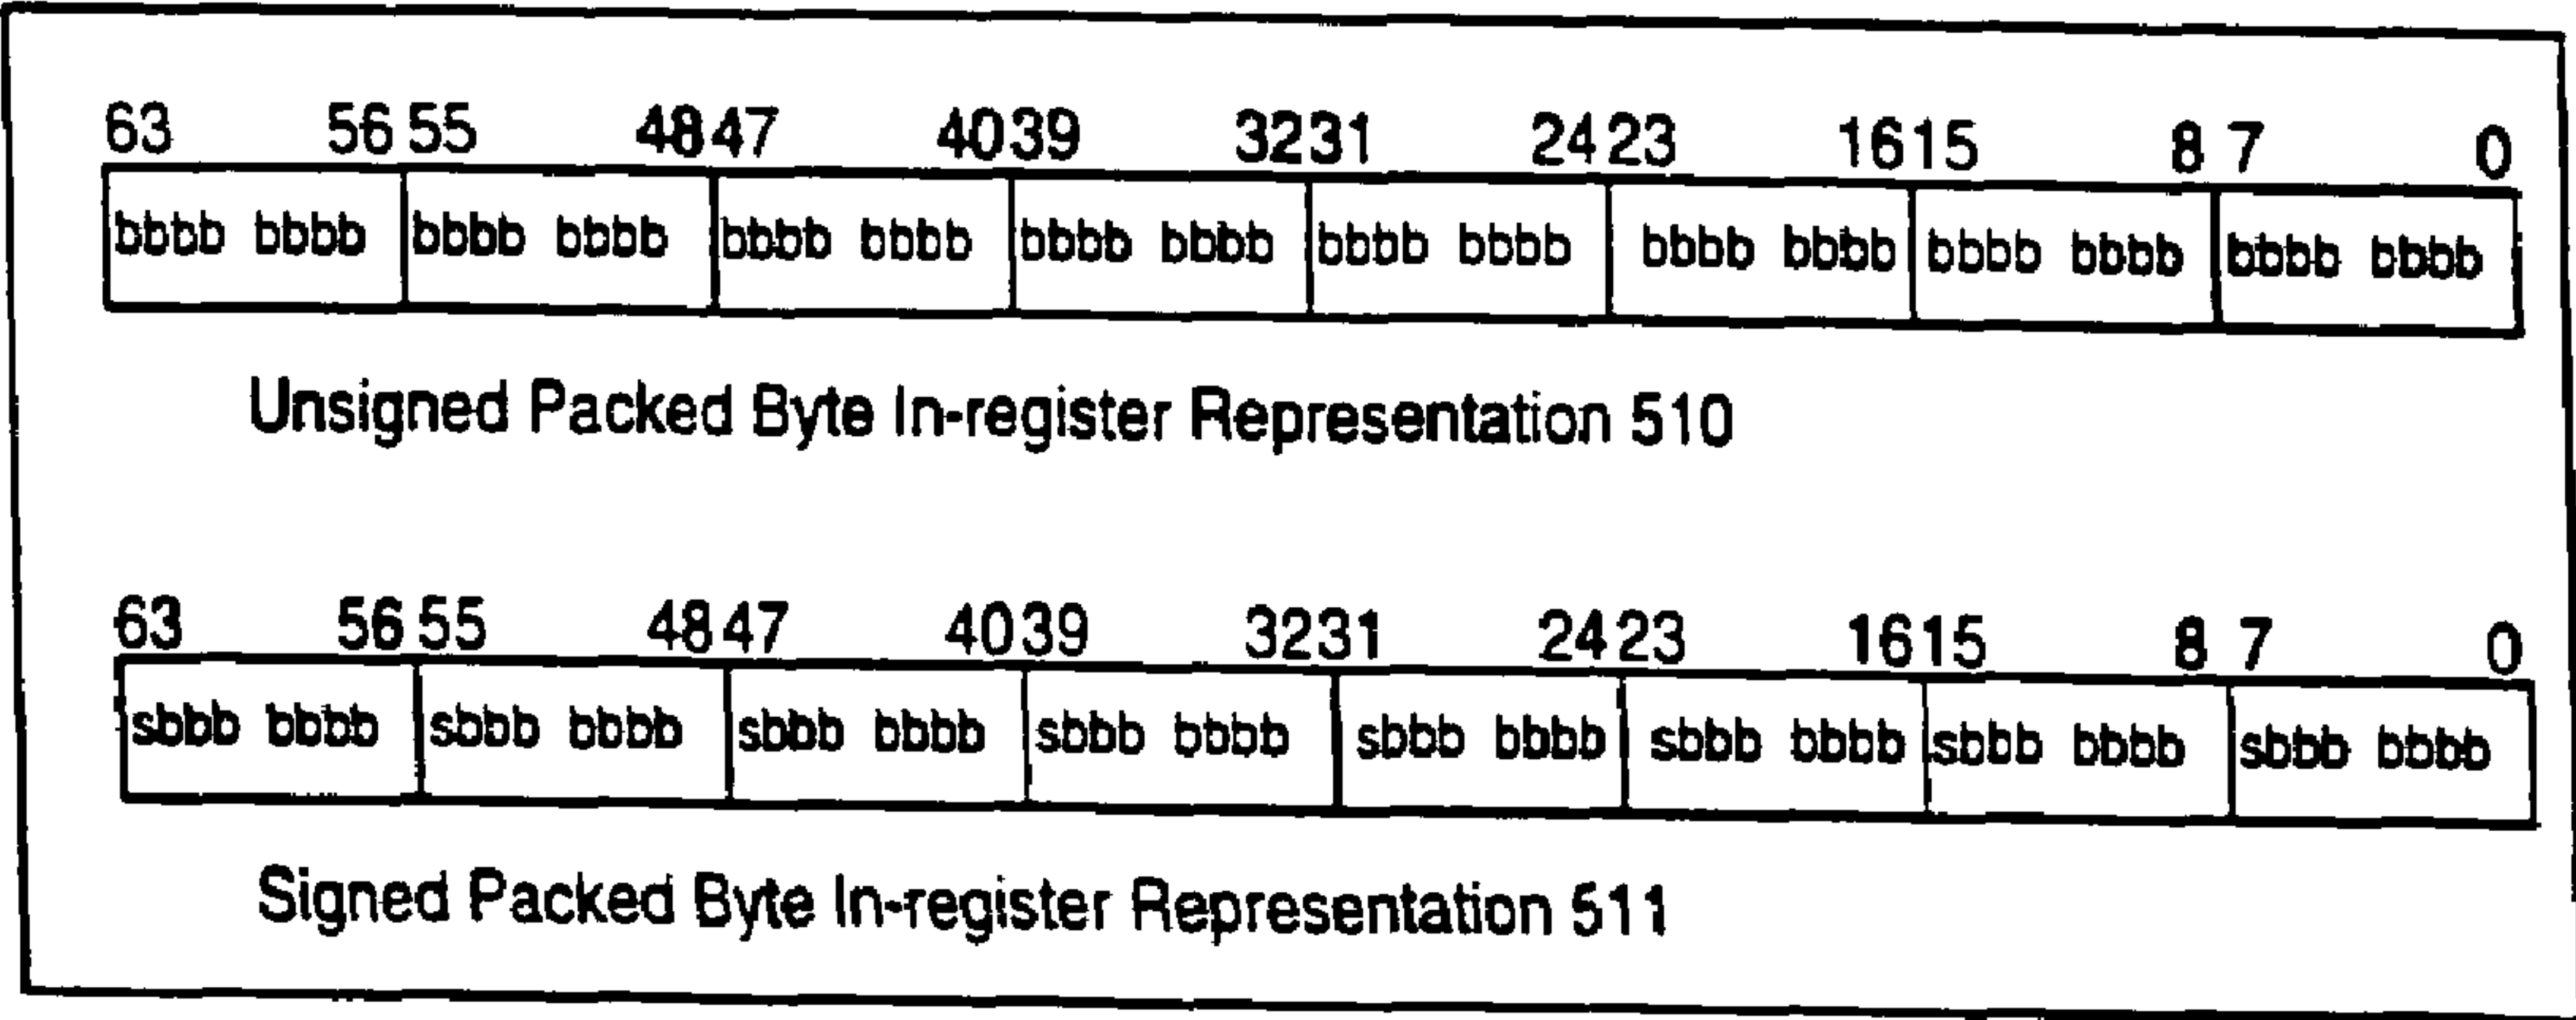 63 56 55 48 47 40 39 32 31 24 23 16 15 8 7 0
bbbb bbbb bbbb bbbb bbbb bbbb bbbb bbbb bbbb bbbb bbbb bbbb bbbb bbbb bbbb bbbb
Unsigned Packed Byte In-register Representation 510
63 56 55 48 47 40 39 32 31 24 23 16 15 8 7 0
sbbb bbbb sbbb bbbb sbbb bbbb sbbb bbbb sbbb bbbb sbbb bbbb sbbb bbbb sbbb bbbb
Signed Packed Byte In-register Representation 511